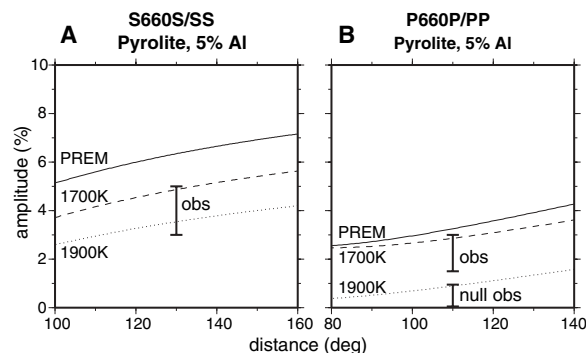 A
S660S/SS
Pyrolite, 5% Al
B
P660P/PP
Pyrolite, 5% Al
amplitude (%)
10
8
6
4
2
0
PREM
1700K
1900K
obs
PREM
1700K
1900K
obs
null obs
100
120
140
160
80
100
120
140
distance (deg)